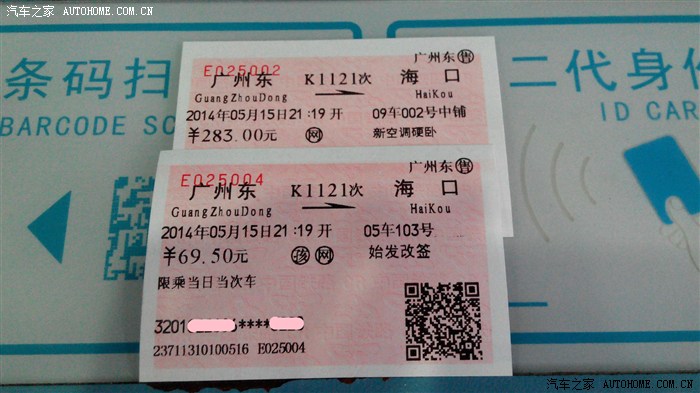 汽车之家 AUTOHOME.COM.CN
条码扫
BARCODE SC
二代身份
ID CAR
广州东 售
E025002
广州东 K1121次 海口
GuangZhouDong HaiKou
2014年05月15日21:19开 09车002号中铺
￥283.00元 网 新空调硬卧
广州东 售
E025004
广州东 K1121次 海口
GuangZhouDong HaiKou
2014年05月15日21:19开 05车103号
￥69.50元 孩 网 始发改签
限乘当日当次车
3201 ****
23711310100516 E025004
汽车之家 AUTOHOME.COM.CN